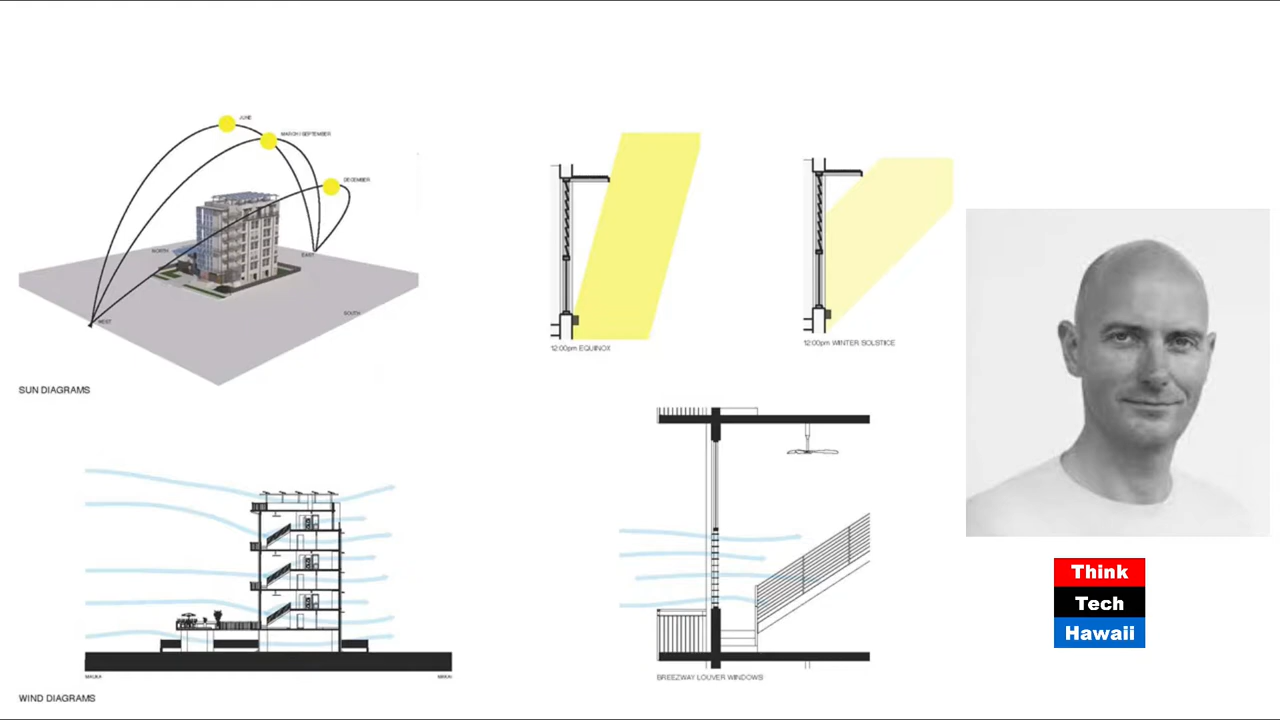 JUNE
MARCH / SEPTEMBER
DECEMBER
NORTH
EAST
WEST
SOUTH
SUN DIAGRAMS
12:00pm EQUINOX
12:00pm WINTER SOLSTICE
MAUKA
MAKAI
WIND DIAGRAMS
BREEZWAY LOUVER WINDOWS
Think
Tech
Hawaii